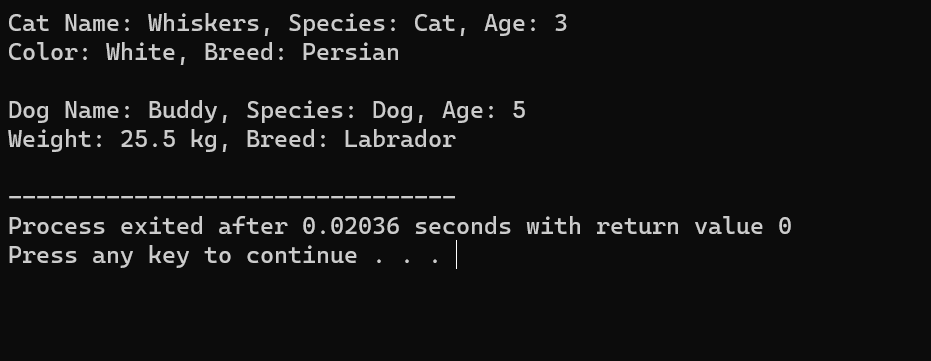 Cat Name: Whiskers, Species: Cat, Age: 3
Color: White, Breed: Persian
Dog Name: Buddy, Species: Dog, Age: 5
Weight: 25.5 kg, Breed: Labrador
--------------------------------
Process exited after 0.02036 seconds with return value 0
Press any key to continue . . .